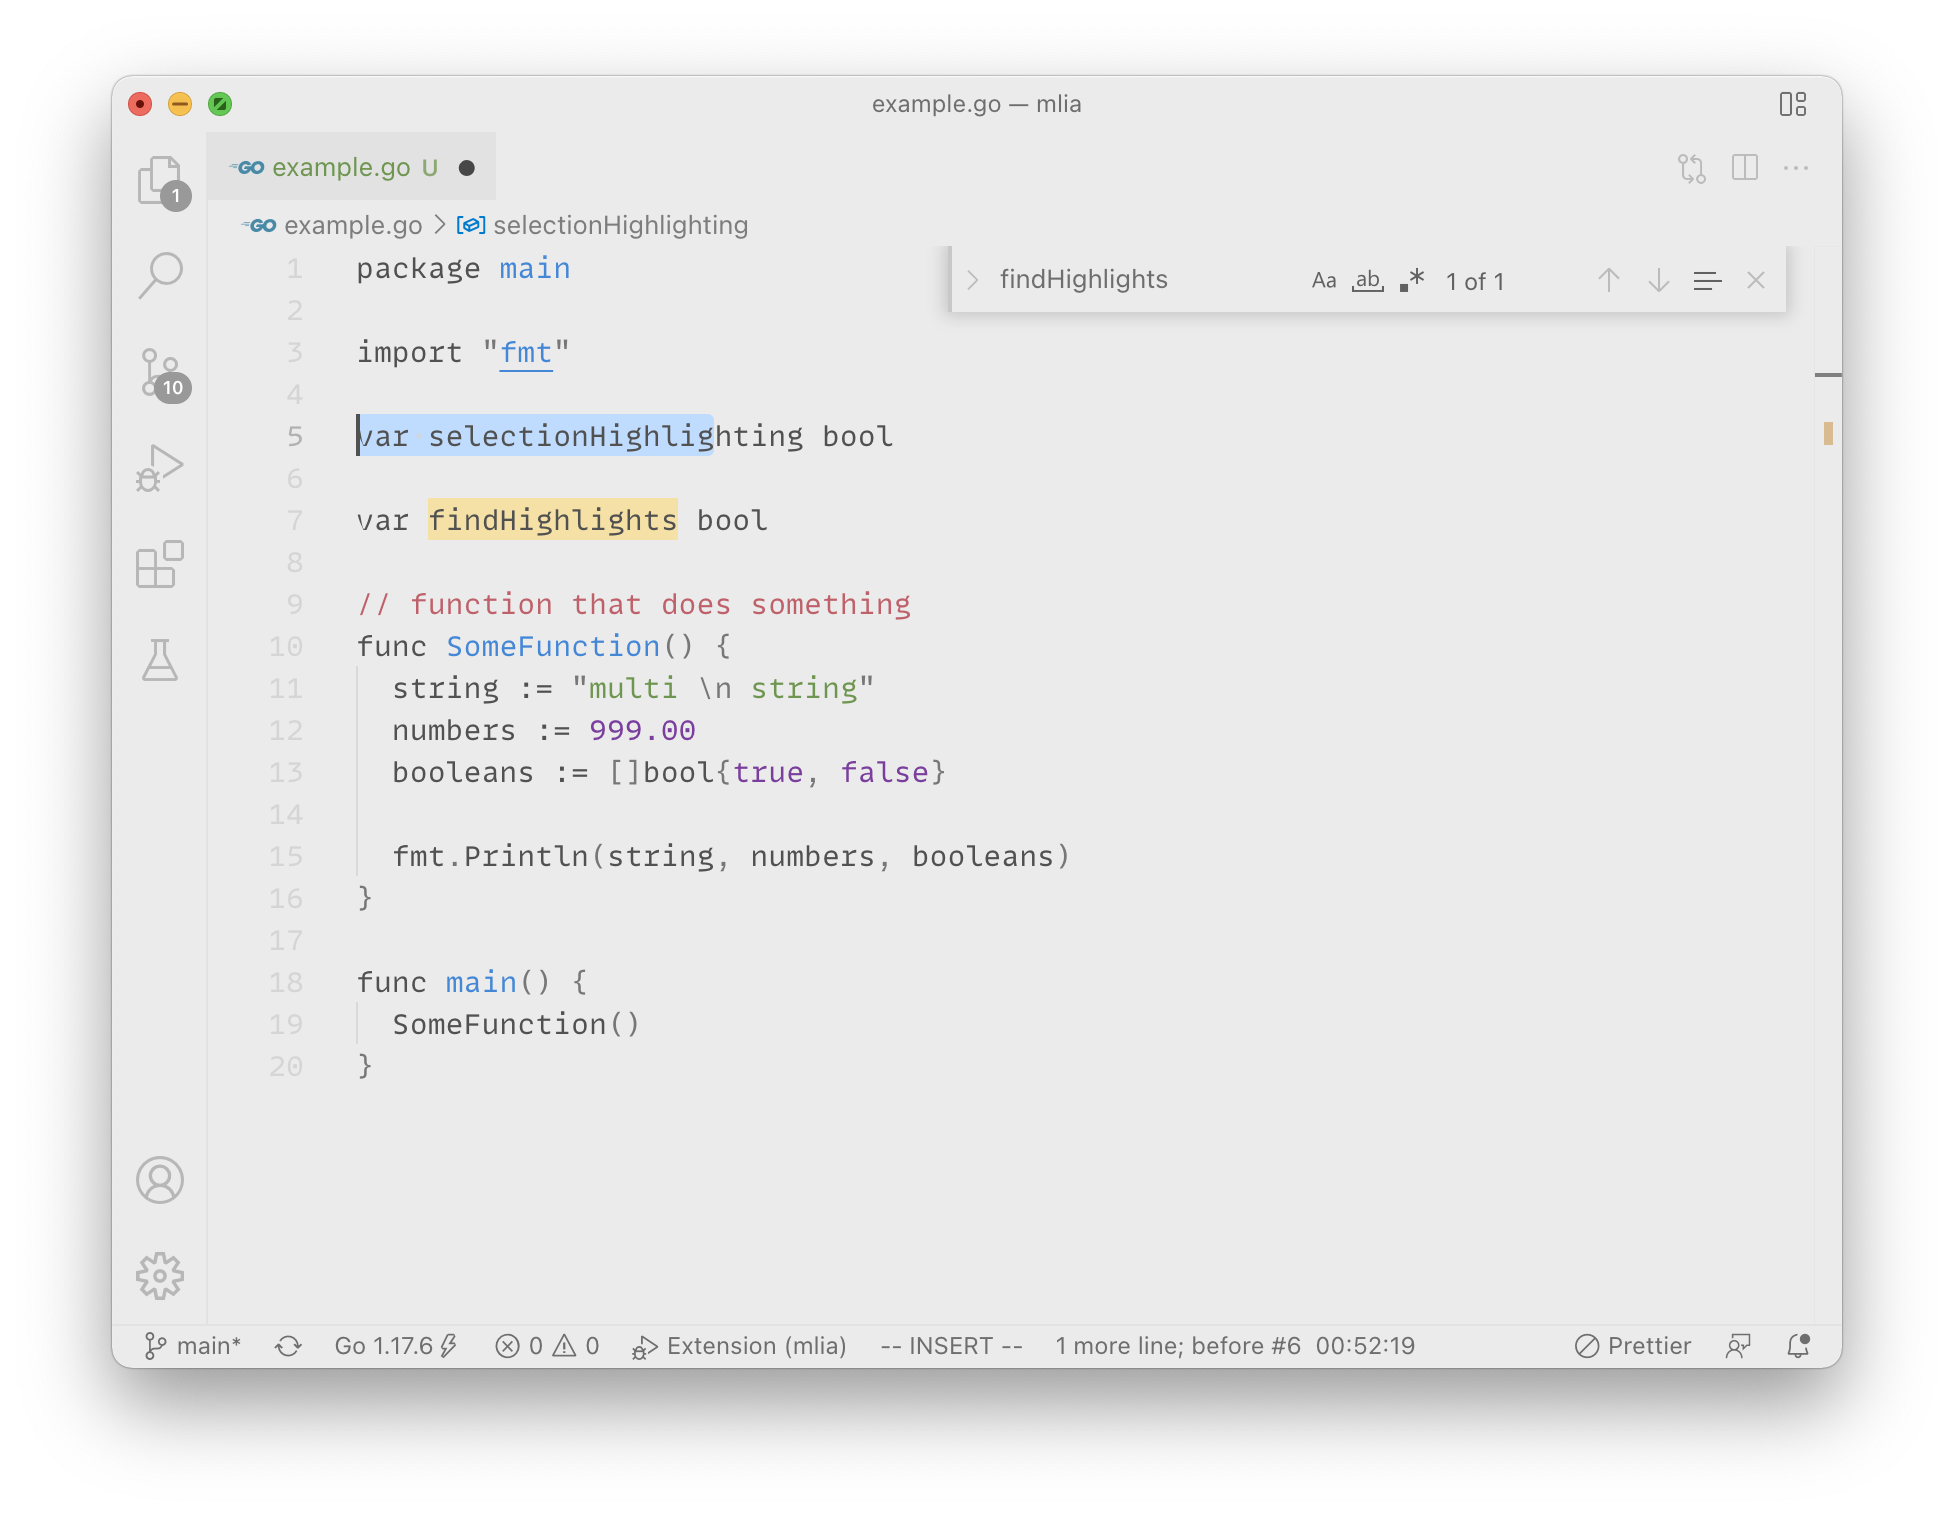 example.go — mlia
GO example.go U
GO example.go > selectionHighlighting
findHighlights Aa ab .* 1 of 1
1 package main
2
3 import "fmt"
4
5 var selectionHighlighting bool
6
7 var findHighlights bool
8
9 // function that does something
10 func SomeFunction() {
11 string := "multi \n string"
12 numbers := 999.00
13 booleans := []bool{true, false}
14
15 fmt.Println(string, numbers, booleans)
16 }
17
18 func main() {
19 SomeFunction()
20 }
1
10
main* Go 1.17.6 0 0 Extension (mlia) -- INSERT -- 1 more line; before #6 00:52:19 Prettier